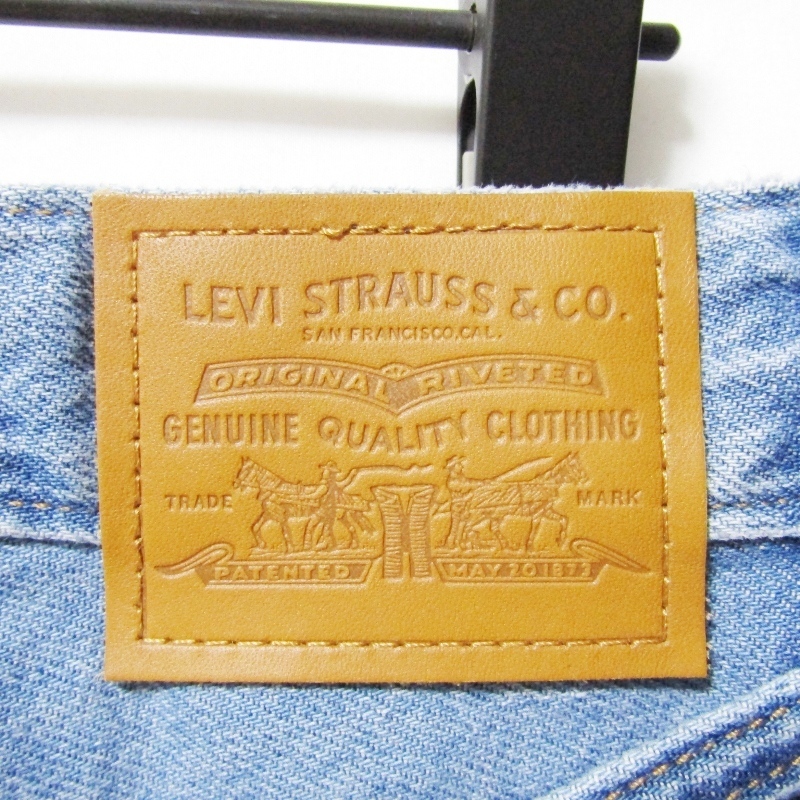 LEVI STRAUSS & CO.
SAN FRANCISCO, CAL.
ORIGINAL RIVETED
GENUINE QUALITY CLOTHING
TRADE MARK
PATENTED MAY 20 1873